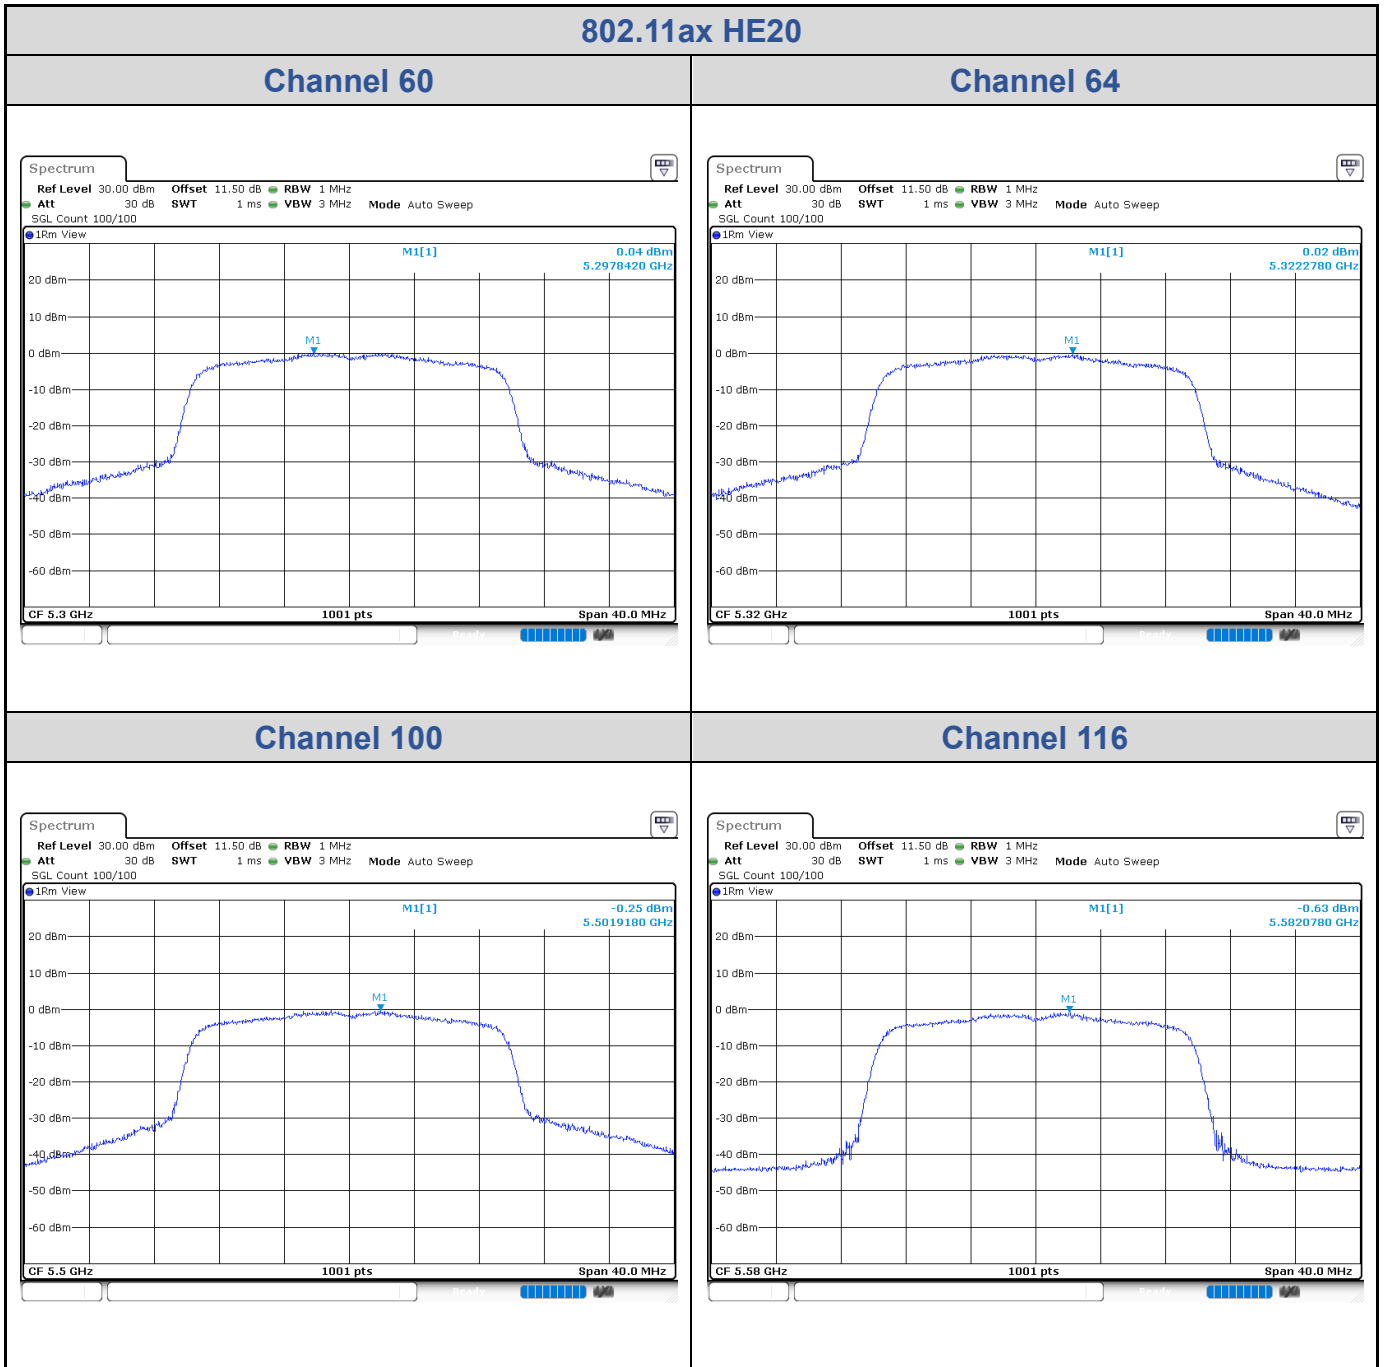 802.11ax HE20
Channel 60
Channel 64
Spectrum
Ref Level 30.00 dBm Offset 11.50 dB RBW 1 MHz
Att 30 dB SWT 1 ms VBW 3 MHz Mode Auto Sweep
SGL Count 100/100
1Rm View
M1[1] 0.04 dBm
5.2978420 GHz
20 dBm
10 dBm
M1
0 dBm
-10 dBm
-20 dBm
-30 dBm
-40 dBm
-50 dBm
-60 dBm
CF 5.3 GHz 1001 pts Span 40.0 MHz
Ready
Spectrum
Ref Level 30.00 dBm Offset 11.50 dB RBW 1 MHz
Att 30 dB SWT 1 ms VBW 3 MHz Mode Auto Sweep
SGL Count 100/100
1Rm View
M1[1] 0.02 dBm
5.3222780 GHz
20 dBm
10 dBm
M1
0 dBm
-10 dBm
-20 dBm
-30 dBm
-40 dBm
-50 dBm
-60 dBm
CF 5.32 GHz 1001 pts Span 40.0 MHz
Ready
Channel 100
Channel 116
Spectrum
Ref Level 30.00 dBm Offset 11.50 dB RBW 1 MHz
Att 30 dB SWT 1 ms VBW 3 MHz Mode Auto Sweep
SGL Count 100/100
1Rm View
M1[1] -0.25 dBm
5.5019180 GHz
20 dBm
10 dBm
M1
0 dBm
-10 dBm
-20 dBm
-30 dBm
-40 dBm
-50 dBm
-60 dBm
CF 5.5 GHz 1001 pts Span 40.0 MHz
Ready
Spectrum
Ref Level 30.00 dBm Offset 11.50 dB RBW 1 MHz
Att 30 dB SWT 1 ms VBW 3 MHz Mode Auto Sweep
SGL Count 100/100
1Rm View
M1[1] -0.63 dBm
5.5820780 GHz
20 dBm
10 dBm
M1
0 dBm
-10 dBm
-20 dBm
-30 dBm
-40 dBm
-50 dBm
-60 dBm
CF 5.58 GHz 1001 pts Span 40.0 MHz
Ready